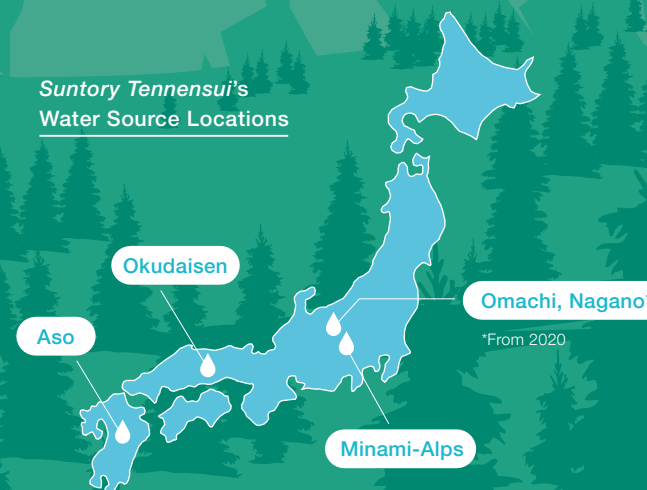 Suntory Tennensui's
Water Source Locations
Okudaisen
Omachi, Nagano*
Aso
*From 2020
Minami-Alps